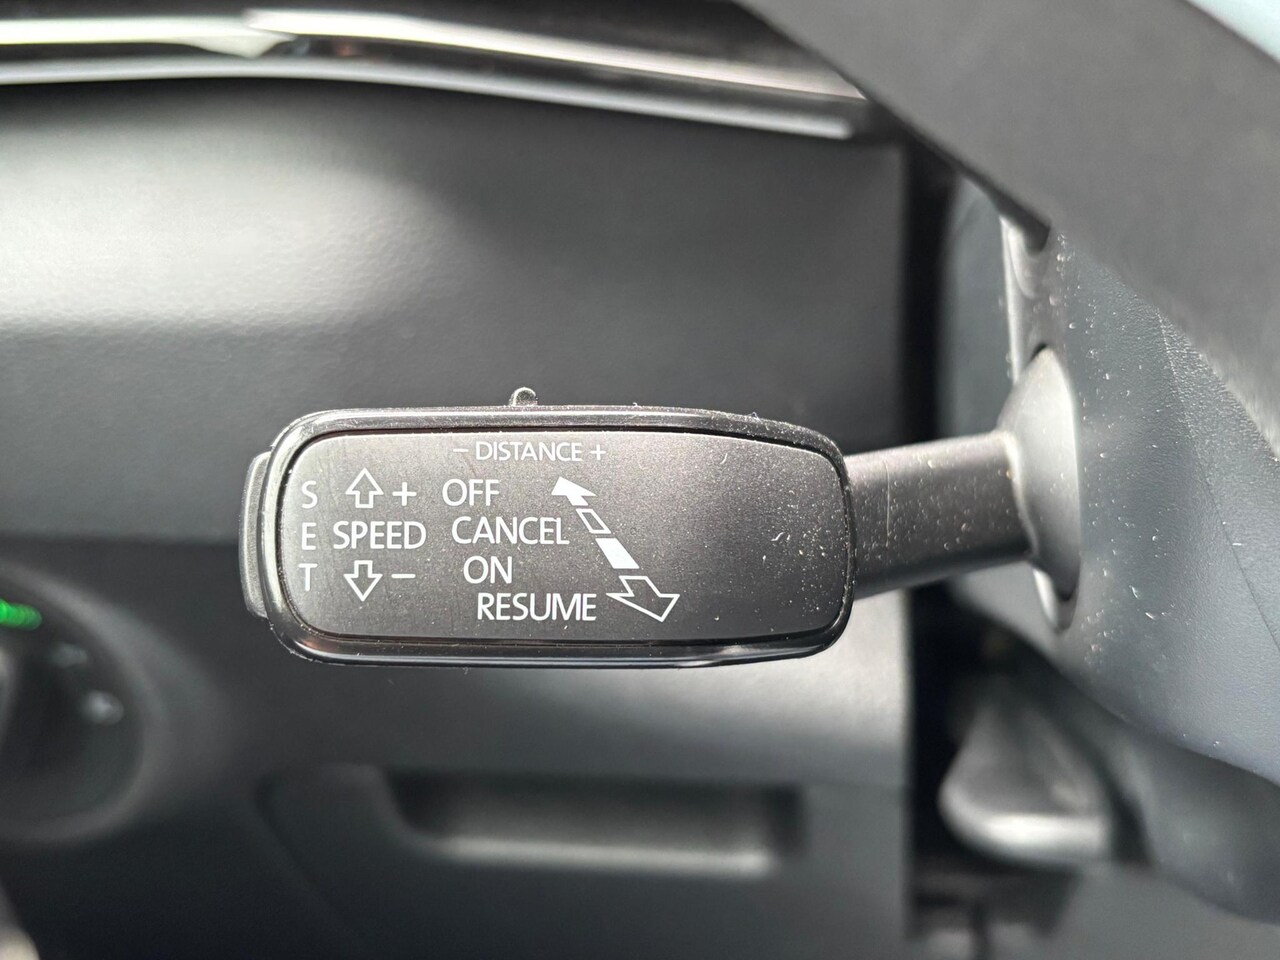 - DISTANCE +
S + OFF
E SPEED CANCEL
T - ON
RESUME